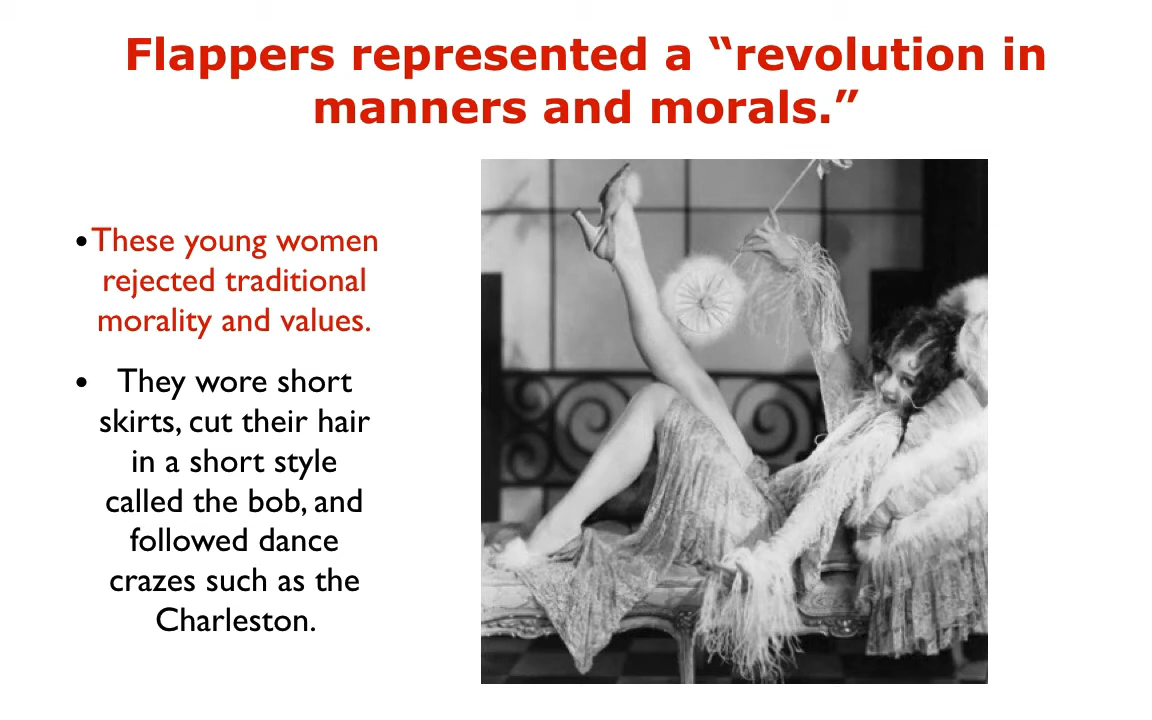 Flappers represented a “revolution in
manners and morals.”
•These young women
rejected traditional
morality and values.
• They wore short
skirts, cut their hair
in a short style
called the bob, and
followed dance
crazes such as the
Charleston.